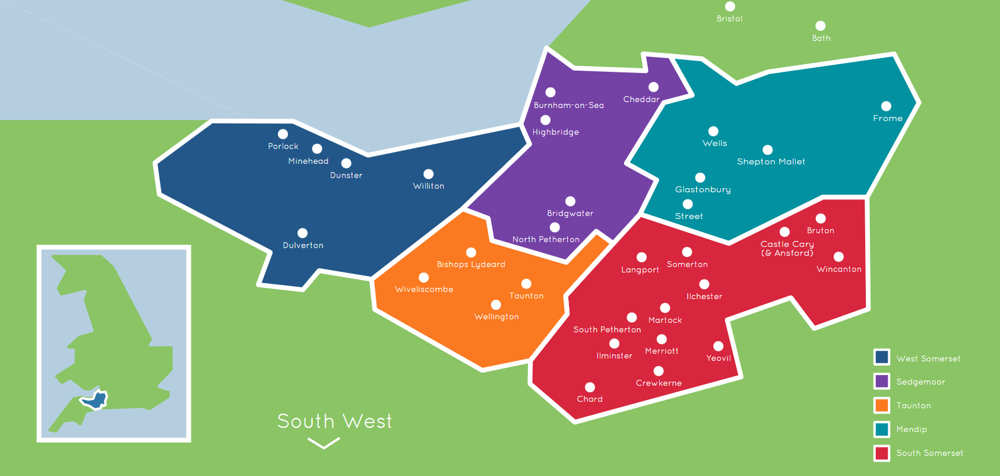 Bristol
Bath
Burnham-on-Sea
Cheddar
Highbridge
Frome
Wells
Porlock
Minehead
Shepton Mallet
Dunster
Williton
Glastonbury
Bridgwater
Street
North Petherton
Bruton
Castle Cary
(& Ansford)
Dulverton
Bishops Lydeard
Langport
Somerton
Wincanton
Wiveliscombe
Taunton
Ilchester
Wellington
Martock
South Petherton
Ilminster
Merriott
Yeovil
Crewkerne
Chard
South West
West Somerset
Sedgemoor
Taunton
Mendip
South Somerset